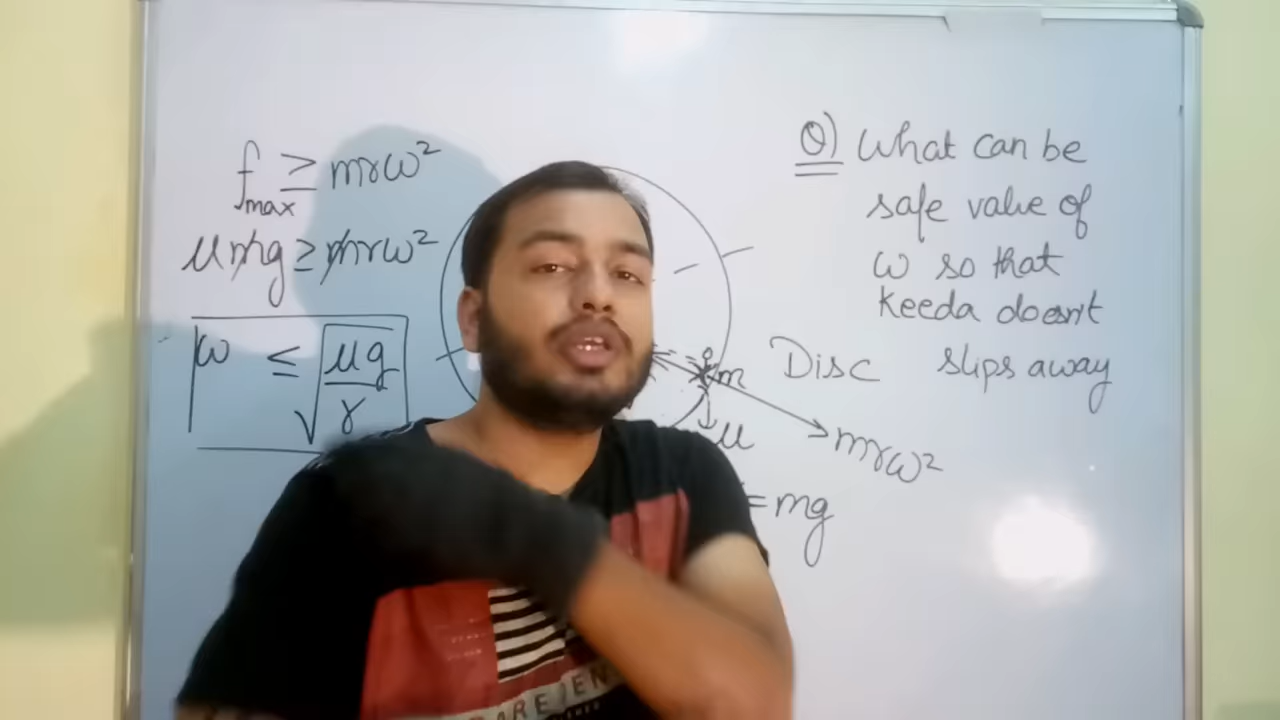 f max ≥ mrω²
μmg ≥ mrω²
ω ≤ √μg/r
Q) What can be
safe value of
ω so that
Keeda doesn't
slips away
Disc
m
μ
mrω²
= mg